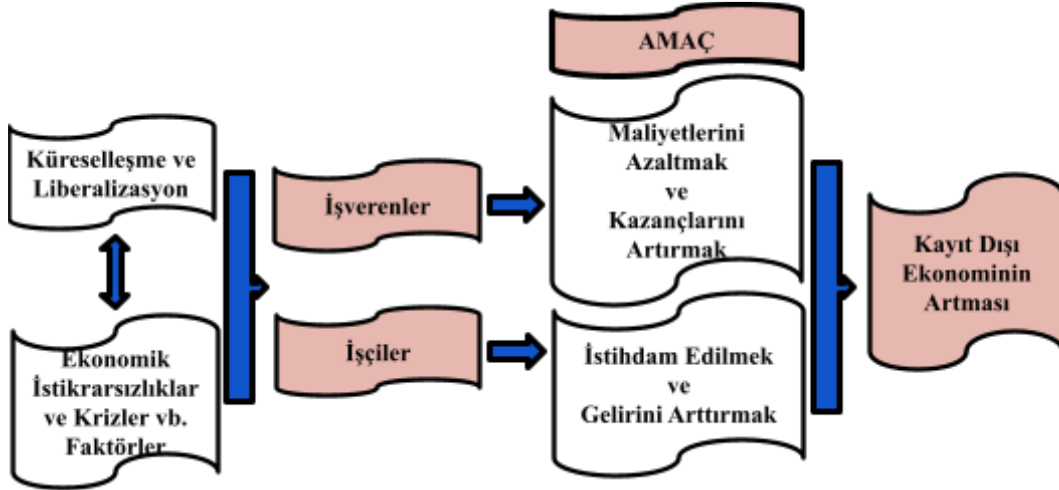 Küreselleşme ve
Liberalizasyon
Ekonomik
İstikrarsızlıklar
ve Krizler vb.
Faktörler
İşverenler
İşçiler
AMAÇ
Maliyetlerini
Azaltmak
ve
Kazançlarını
Artırmak
İstihdam Edilmek
ve
Gelirini Arttırmak
Kayıt Dışı
Ekonominin
Artması